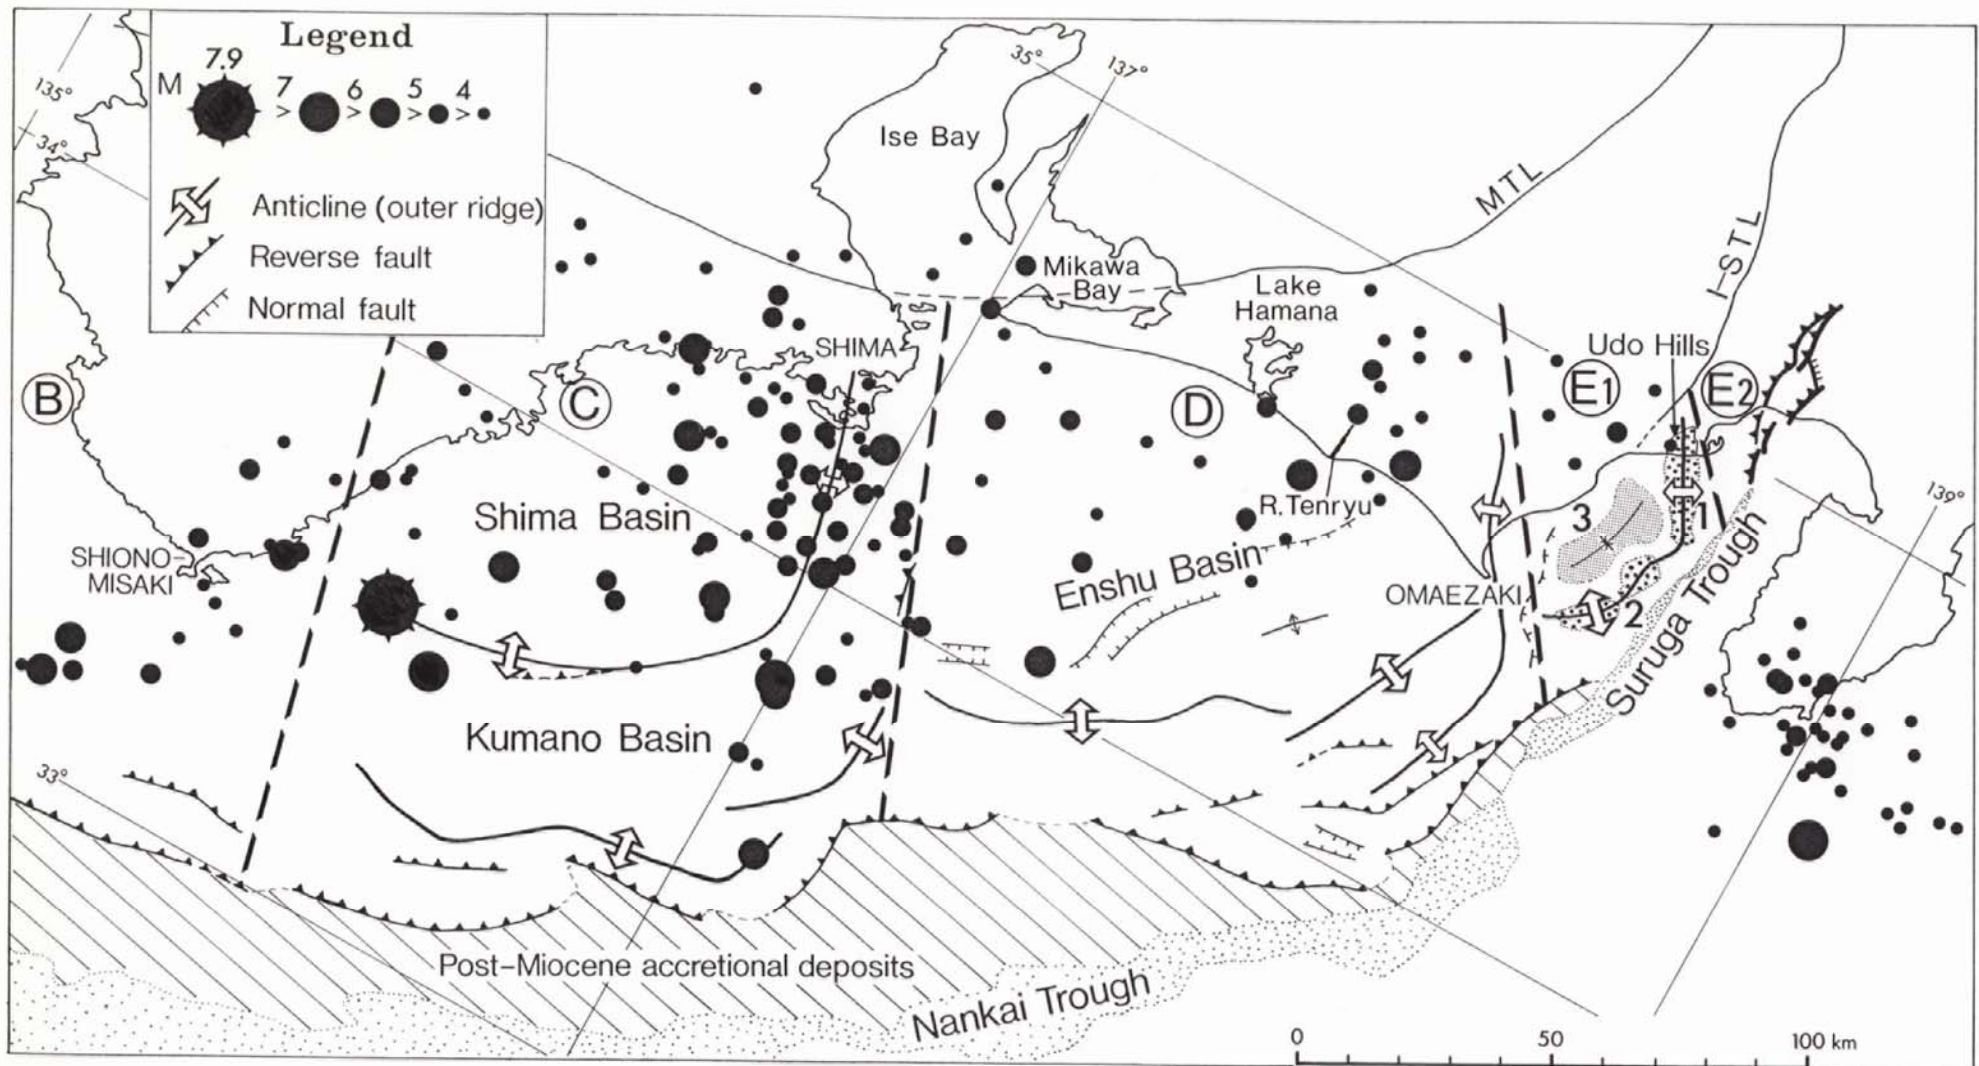 Legend
7.9
M
7
6
5
4
> > > >
Anticline (outer ridge)
Reverse fault
Normal fault
135°
34°
35°
137°
Ise Bay
Mikawa
Bay
Lake
Hamana
MTL
I-STL
Udo Hills
SHIMA
B
C
D
E1
E2
Shima Basin
R.Tenryu
139°
SHIONO-
MISAKI
Enshu Basin
OMAEZAKI
3
1
2
Suruga Trough
Kumano Basin
33°
Post-Miocene accretional deposits
Nankai Trough
0 50 100 km